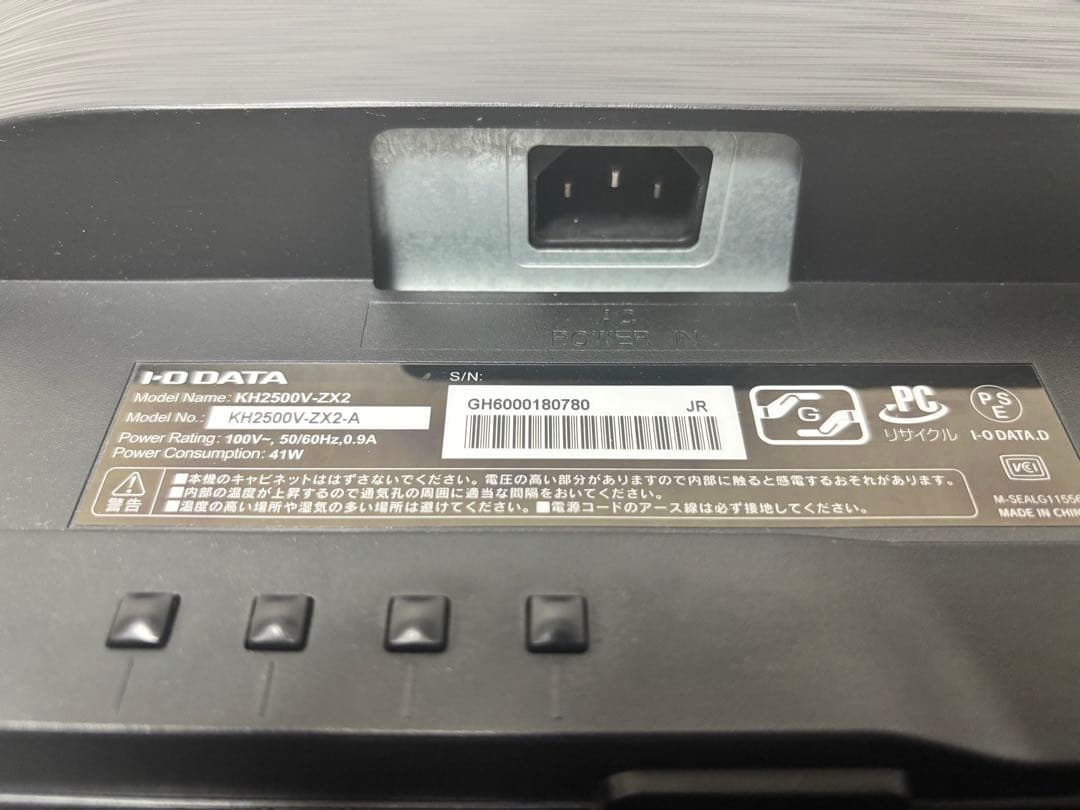 AC
POWER IN
I-O DATA
Model Name: KH2500V-ZX2
Model No.: KH2500V-ZX2-A
Power Rating: 100V~, 50/60Hz,0.9A
Power Consumption: 41W
S/N:
GH6000180780 JR
G
PC
リサイクル
PS
E
I-O DATA.D
VCI
M-SEALG11556
MADE IN CHIN
警告
■本機のキャビネットははずさないでください。電圧の高い部分がありますので内部に触ると感電するおそれがあります。
■内部の温度が上昇するので通気孔の周囲に適当な間隔をおいてください。
■温度の高い場所や湿気の多い場所は避けてください。■電源コードのアース線は必ず接地してください。